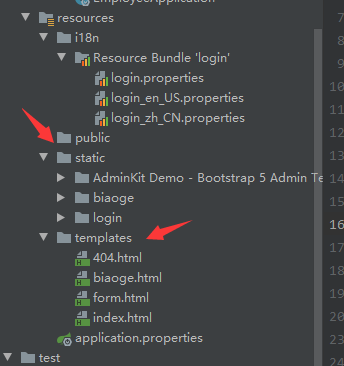 EmployeeApplication
resources
i18n
Resource Bundle 'login'
login.properties
login_en_US.properties
login_zh_CN.properties
public
static
AdminKit Demo - Bootstrap 5 Admin Te
biaoge
login
templates
404.html
biaoge.html
form.html
index.html
application.properties
test
7
8
9
10
11
12
13
14
15
16
17
18
19
20
21
22
23
24